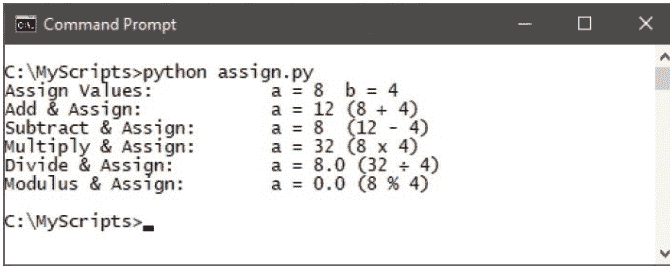 Command Prompt
C:\MyScripts>python assign.py
Assign Values: a = 8 b = 4
Add & Assign: a = 12 (8 + 4)
Subtract & Assign: a = 8 (12 - 4)
Multiply & Assign: a = 32 (8 x 4)
Divide & Assign: a = 8.0 (32 ÷ 4)
Modulus & Assign: a = 0.0 (8 % 4)
C:\MyScripts>